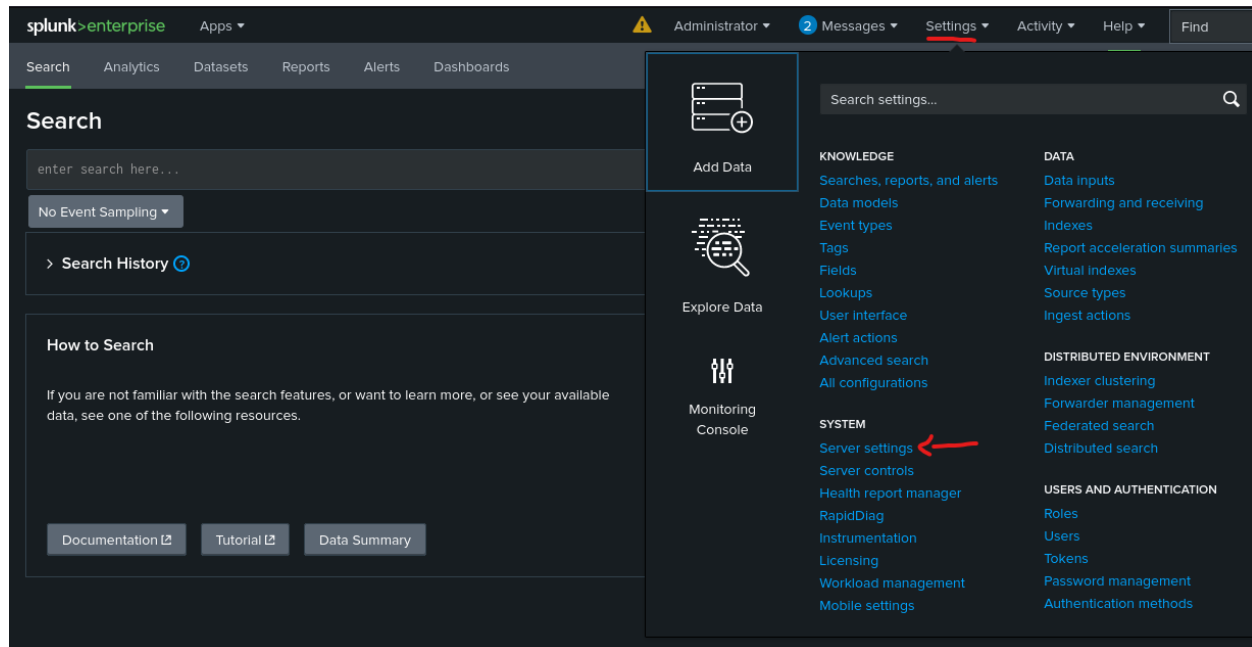 splunk>enterprise Apps Administrator 2 Messages Settings Activity Help Find
Search Analytics Datasets Reports Alerts Dashboards
Search
enter search here...
No Event Sampling
Search History ?
How to Search
If you are not familiar with the search features, or want to learn more, or see your available
data, see one of the following resources.
Documentation Tutorial Data Summary
Add Data
Explore Data
Monitoring
Console
Search settings...
KNOWLEDGE
Searches, reports, and alerts
Data models
Event types
Tags
Fields
Lookups
User interface
Alert actions
Advanced search
All configurations
SYSTEM
Server settings
Server controls
Health report manager
RapidDiag
Instrumentation
Licensing
Workload management
Mobile settings
DATA
Data inputs
Forwarding and receiving
Indexes
Report acceleration summaries
Virtual indexes
Source types
Ingest actions
DISTRIBUTED ENVIRONMENT
Indexer clustering
Forwarder management
Federated search
Distributed search
USERS AND AUTHENTICATION
Roles
Users
Tokens
Password management
Authentication methods